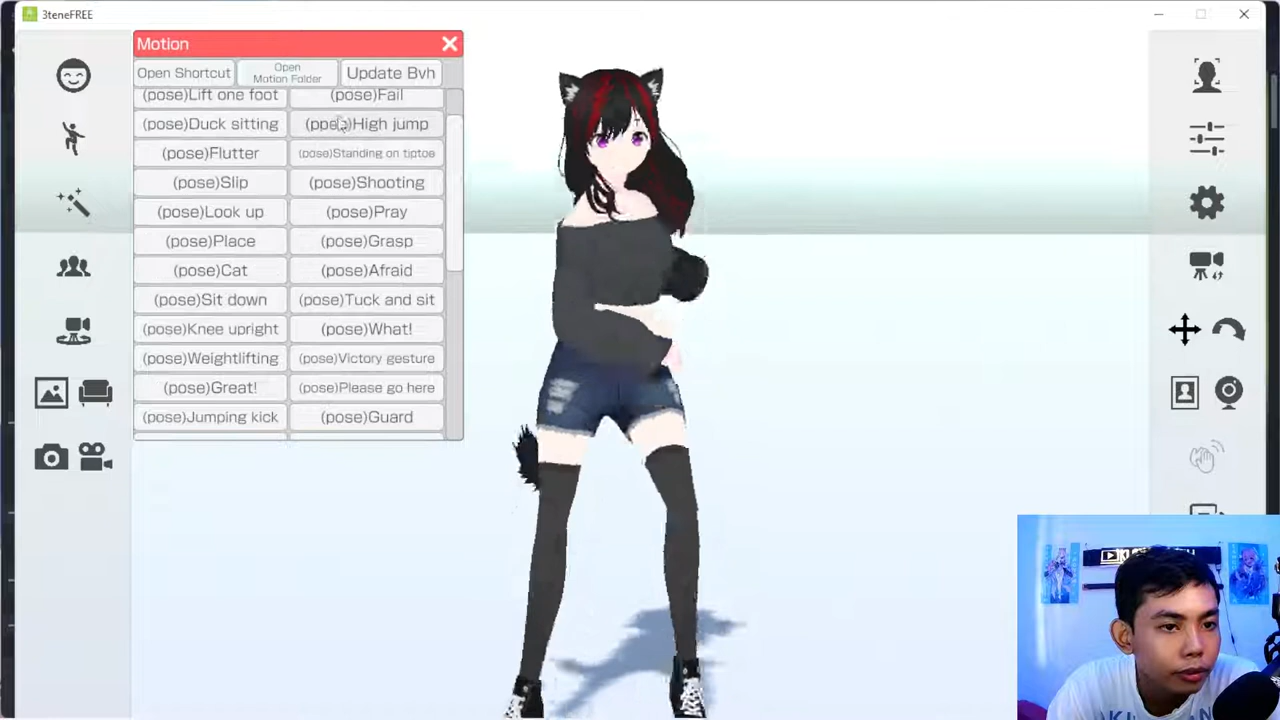 3teneFREE
Motion
Open Shortcut
Open
Motion Folder
Update Bvh
(pose)Lift one foot
(pose)Fail
(pose)Duck sitting
(pose)High jump
(pose)Flutter
(pose)Standing on tiptoe
(pose)Slip
(pose)Shooting
(pose)Look up
(pose)Pray
(pose)Place
(pose)Grasp
(pose)Cat
(pose)Afraid
(pose)Sit down
(pose)Tuck and sit
(pose)Knee upright
(pose)What!
(pose)Weightlifting
(pose)Victory gesture
(pose)Great!
(pose)Please go here
(pose)Jumping kick
(pose)Guard